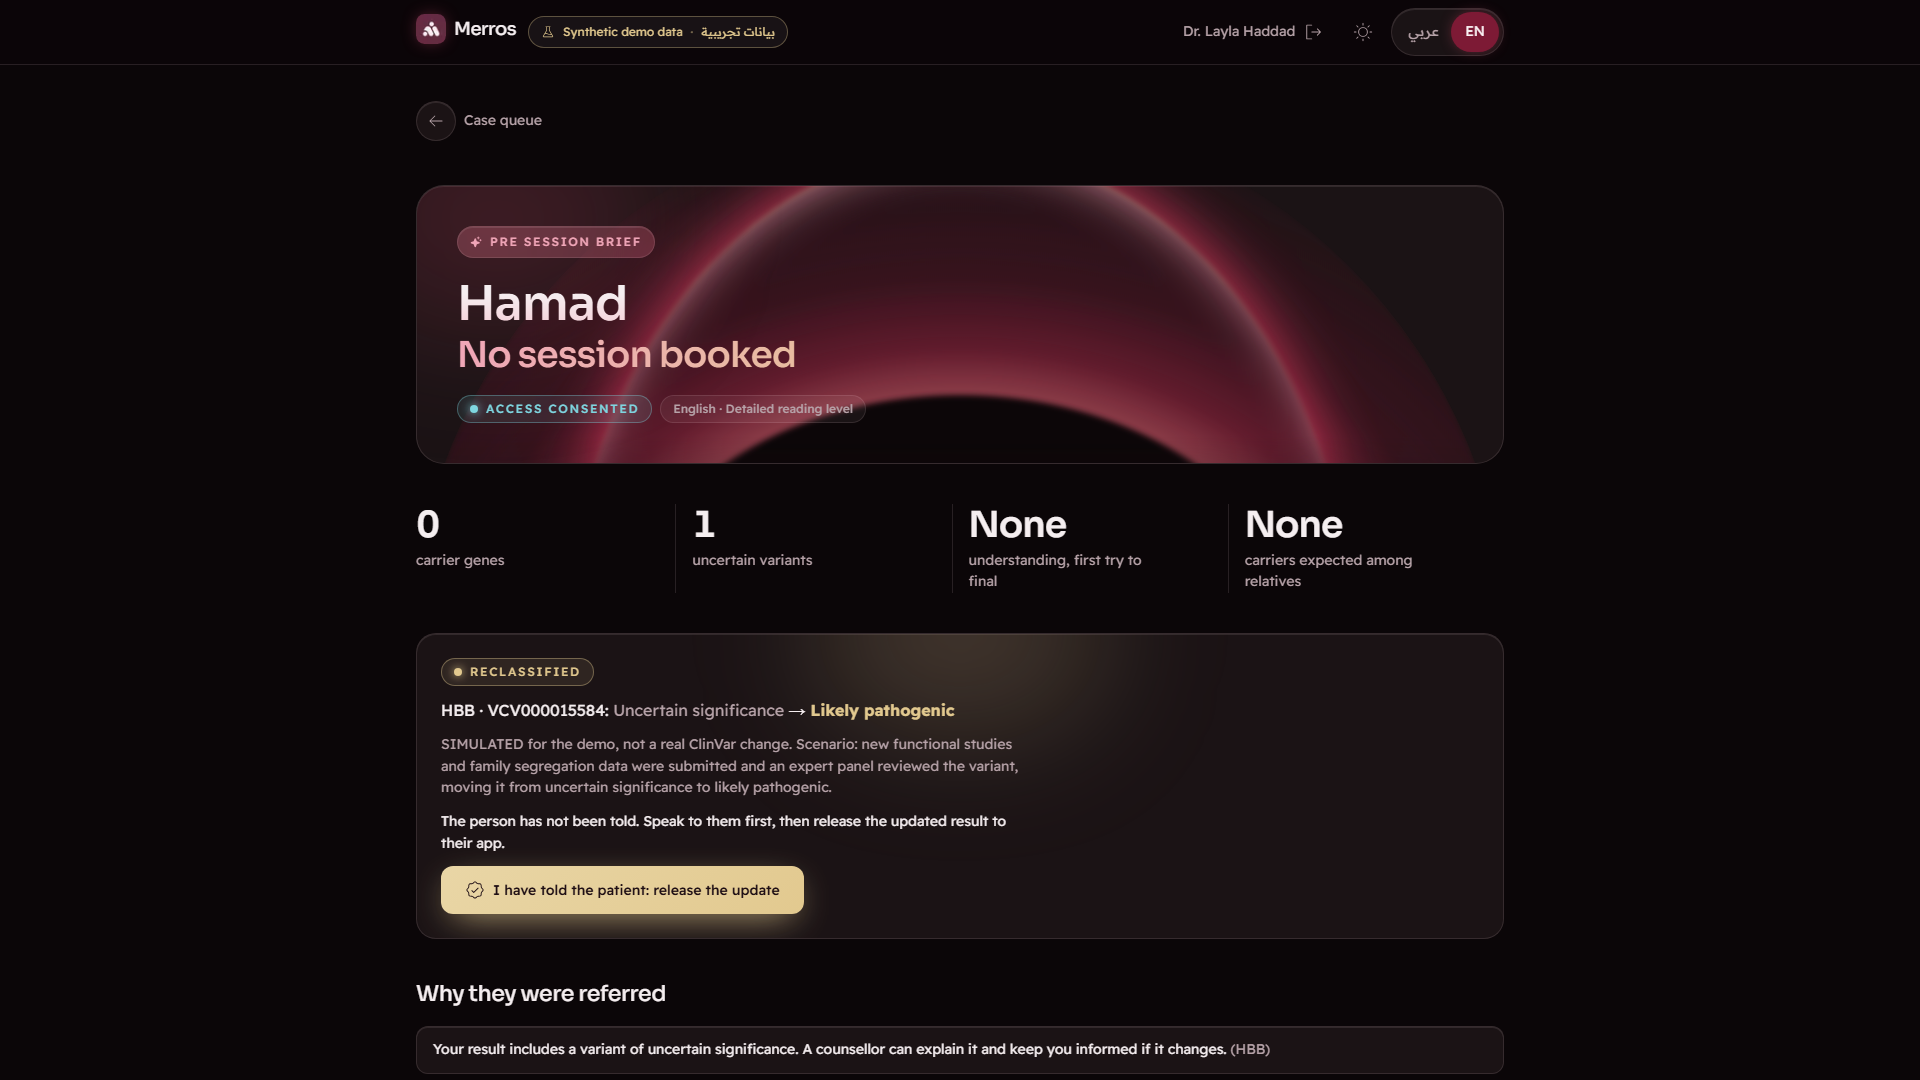 Merros
Synthetic demo data · بيانات تجريبية
Dr. Layla Haddad
عربي
EN
Case queue
PRE SESSION BRIEF
Hamad
No session booked
ACCESS CONSENTED
English · Detailed reading level
0
carrier genes
1
uncertain variants
None
understanding, first try to
final
None
carriers expected among
relatives
RECLASSIFIED
HBB · VCV000015584: Uncertain significance → Likely pathogenic
SIMULATED for the demo, not a real ClinVar change. Scenario: new functional studies
and family segregation data were submitted and an expert panel reviewed the variant,
moving it from uncertain significance to likely pathogenic.
The person has not been told. Speak to them first, then release the updated result to
their app.
I have told the patient: release the update
Why they were referred
Your result includes a variant of uncertain significance. A counsellor can explain it and keep you informed if it changes. (HBB)